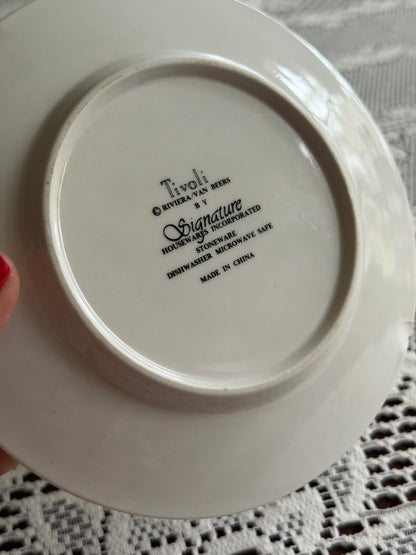 Tivoli
© RIVIERA/VAN BEERS
BY
Signature
HOUSEWARES INCORPORATED
STONEWARE
DISHWASHER MICROWAVE SAFE
MADE IN CHINA